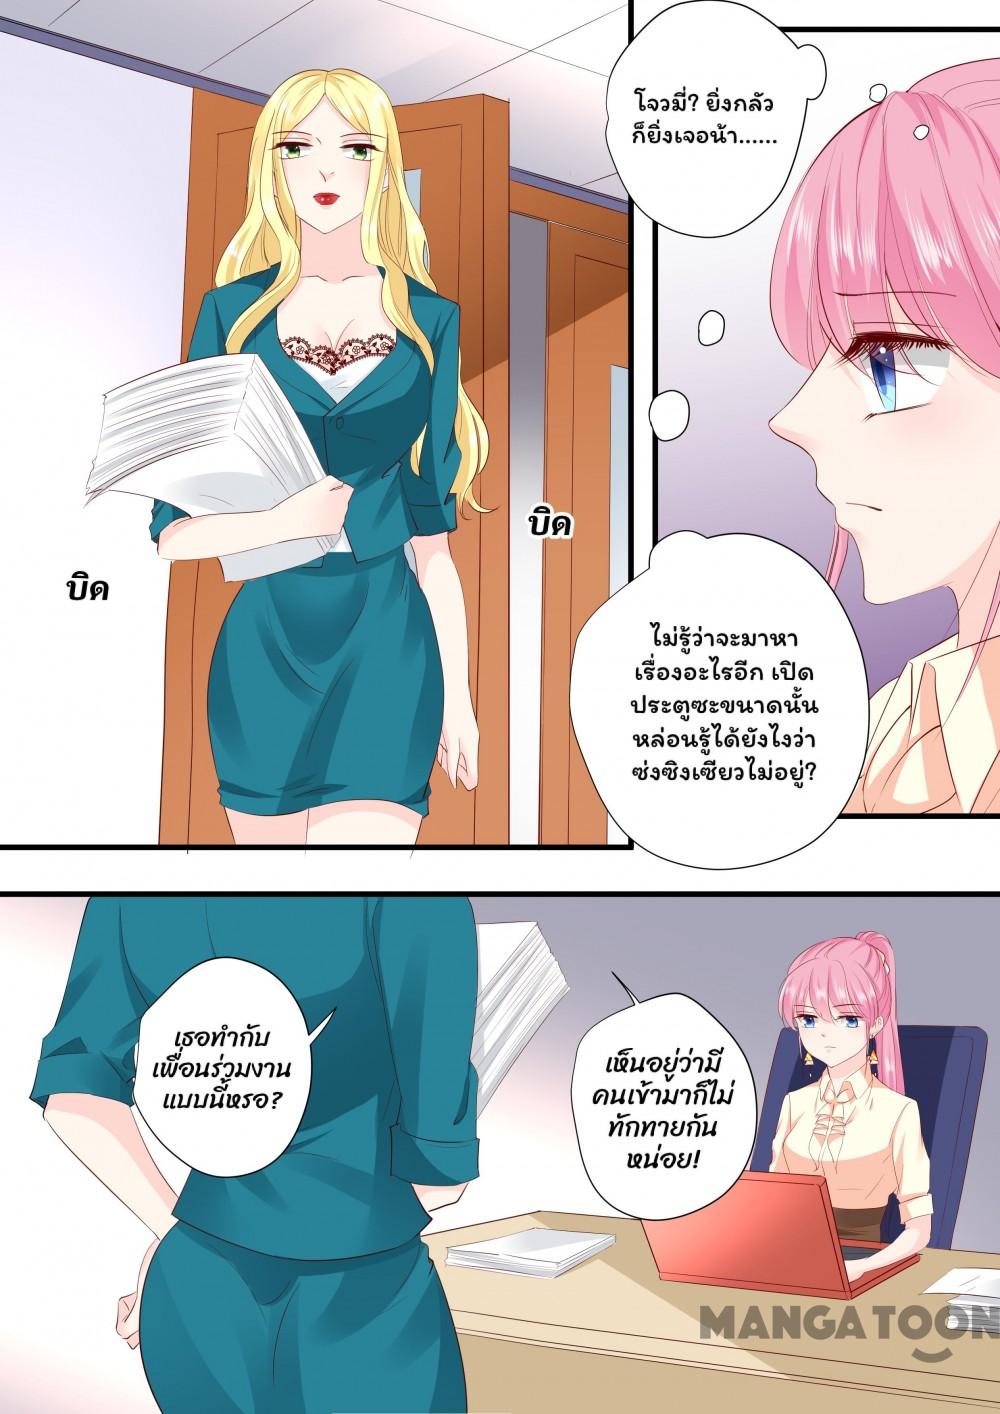 โจวมี่? ยิ่งกลัว
ก็ยิ่งเจอน้า......
บิด
บิด
ไม่รู้ว่าจะมาหา
เรื่องอะไรอีก เปิด
ประตูซะขนาดนั้น
หล่อนรู้ได้ยังไงว่า
ซ่งซิงเซียวไม่อยู่?
เธอทำกับ
เพื่อนร่วมงาน
แบบนี้หรอ?
เห็นอยู่ว่ามี
คนเข้ามาก็ไม่
ทักทายกัน
หน่อย!
MANGATOON